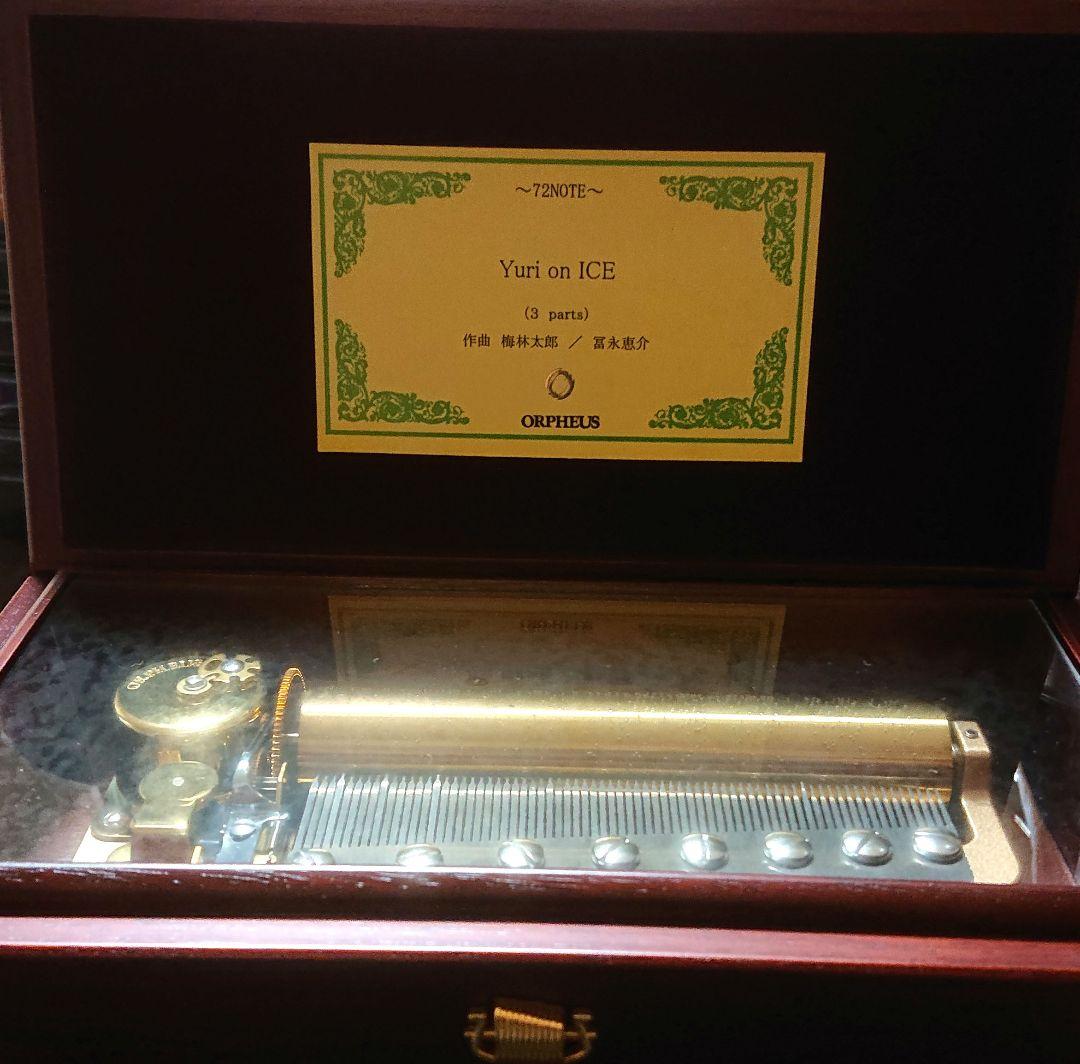 ～72NOTE～
Yuri on ICE
(3 parts)
作曲 梅林太郎 ／ 冨永恵介
ORPHEUS